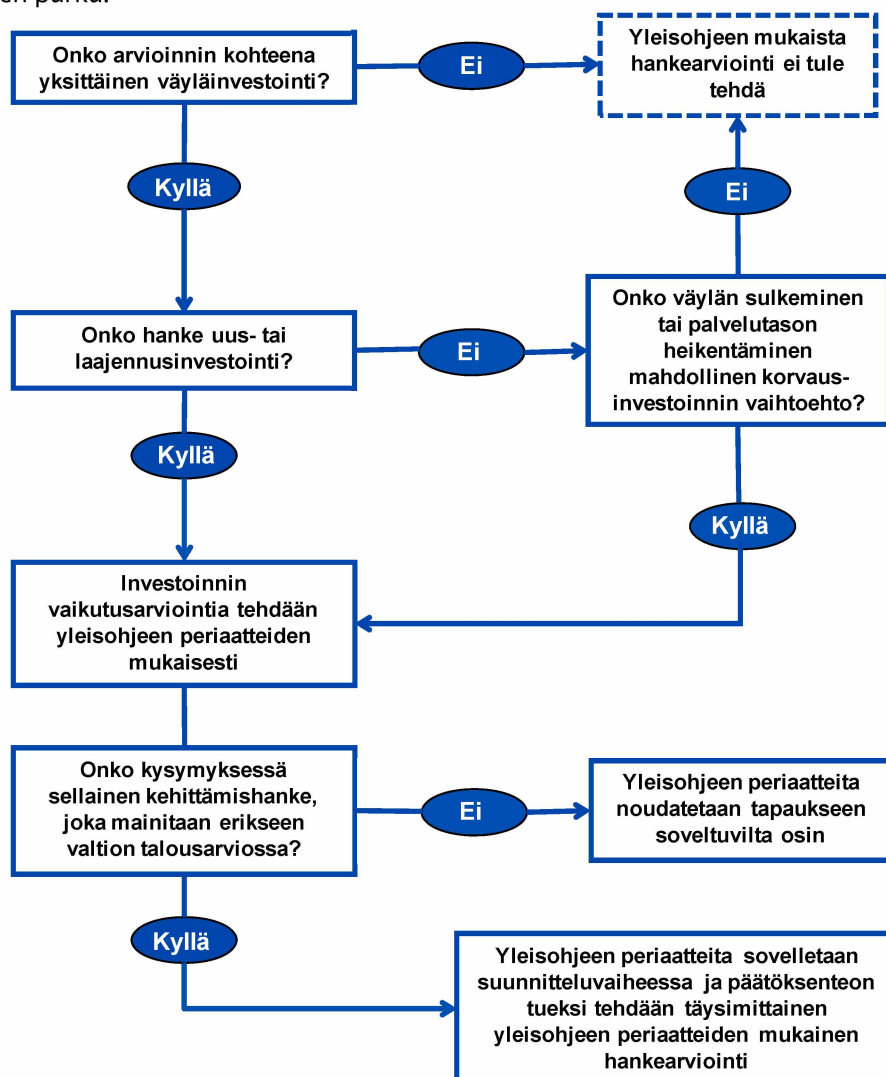 Onko arvioinnin kohteena
yksittäinen väyläinvestointi?
Ei
Yleisohjeen mukaista
hankearviointi ei tule
tehdä
Kyllä
Ei
Onko hanke uus- tai
laajennusinvestointi?
Ei
Onko väylän sulkeminen
tai palvelutason
heikentäminen
mahdollinen korvaus-
investoinnin vaihtoehto?
Kyllä
Kyllä
Investoinnin
vaikutusarviointia tehdään
yleisohjeen periaatteiden
mukaisesti
Onko kysymyksessä
sellainen kehittämishanke,
joka mainitaan erikseen
valtion talousarviossa?
Ei
Yleisohjeen periaatteita
noudatetaan tapaukseen
soveltuvilta osin
Kyllä
Yleisohjeen periaatteita sovelletaan
suunnitteluvaiheessa ja päätöksenteon
tueksi tehdään täysimittainen
yleisohjeen periaatteiden mukainen
hankearviointi